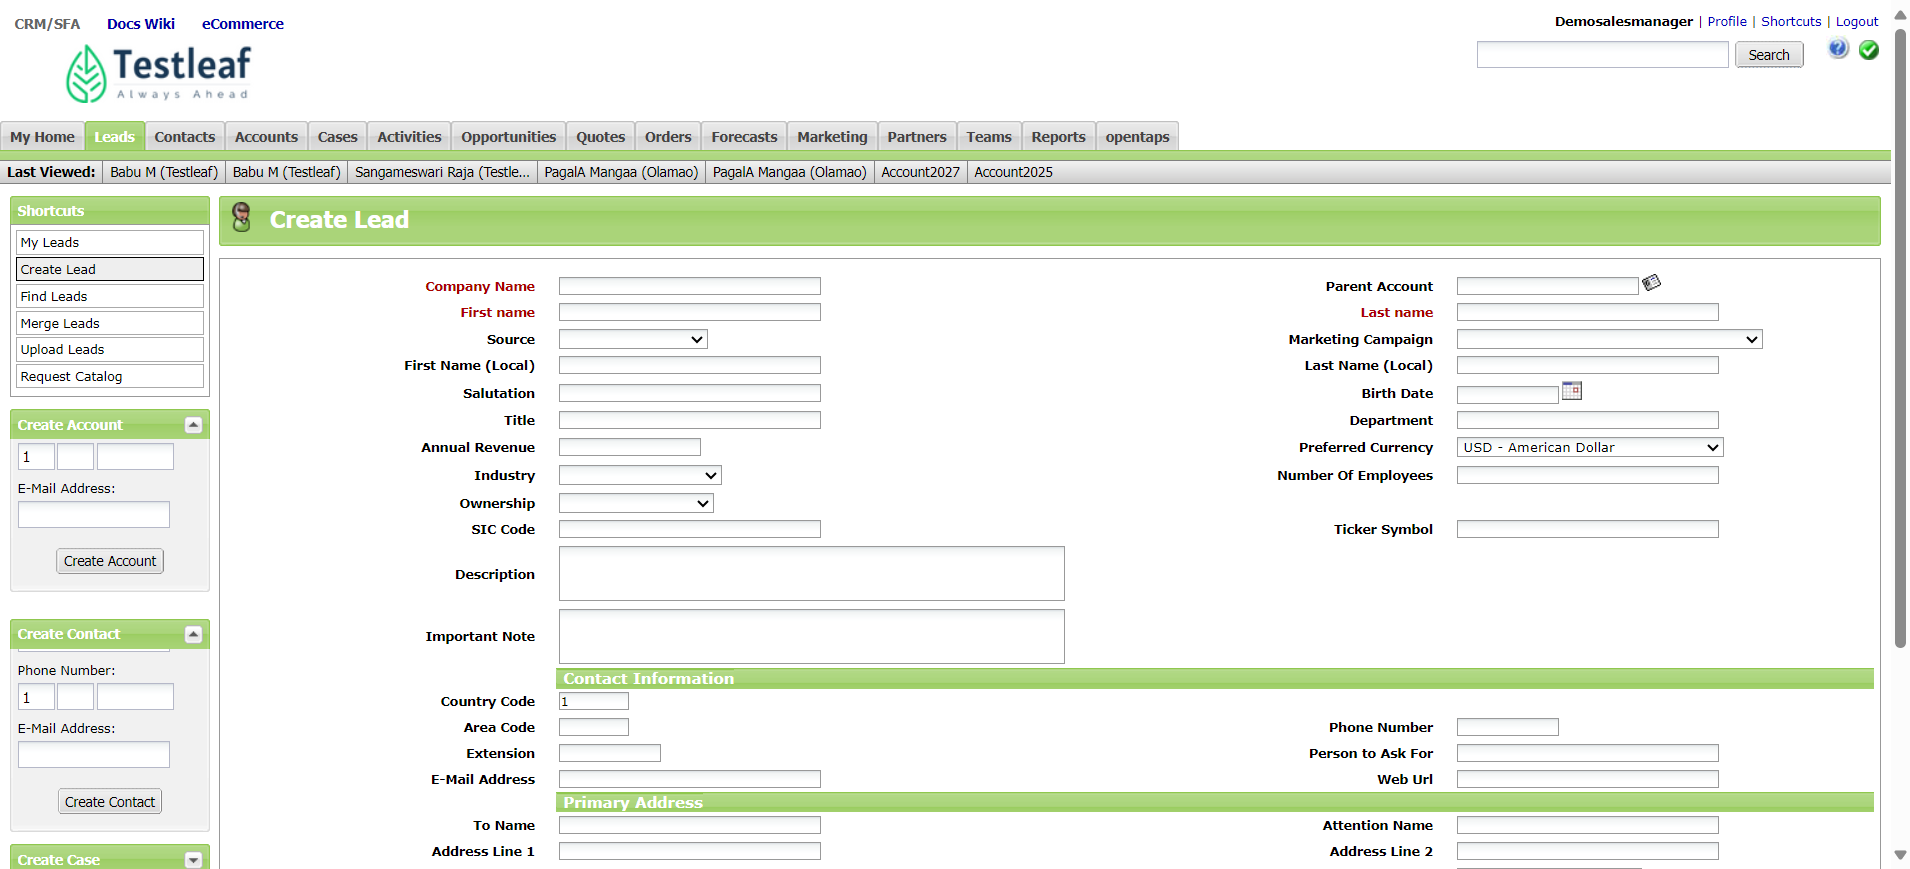 CRM/SFA Docs Wiki eCommerce
Demosalesmanager | Profile | Shortcuts | Logout
Testleaf
Always Ahead
Search
?
My Home Leads Contacts Accounts Cases Activities Opportunities Quotes Orders Forecasts Marketing Partners Teams Reports opentaps
Last Viewed: Babu M (Testleaf) Babu M (Testleaf) Sangameswari Raja (Testle... PagalA Mangaa (Olamao) PagalA Mangaa (Olamao) Account2027 Account2025
Shortcuts
My Leads
Create Lead
Find Leads
Merge Leads
Upload Leads
Request Catalog
Create Account
1
E-Mail Address:
Create Account
Create Contact
Phone Number:
1
E-Mail Address:
Create Contact
Create Case
Create Lead
Company Name Parent Account
First name Last name
Source Marketing Campaign
First Name (Local) Last Name (Local)
Salutation Birth Date
Title Department
Annual Revenue Preferred Currency USD - American Dollar
Industry Number Of Employees
Ownership
SIC Code Ticker Symbol
Description
Important Note
Contact Information
Country Code 1
Area Code Phone Number
Extension Person to Ask For
E-Mail Address Web Url
Primary Address
To Name Attention Name
Address Line 1 Address Line 2